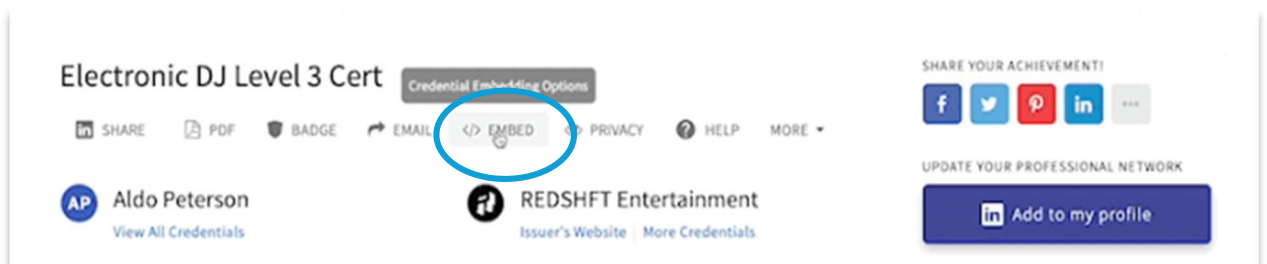 Electronic DJ Level 3 Cert
Credential Embedding Options
SHARE PDF BADGE EMAIL </> EMBED PRIVACY HELP MORE
AP Aldo Peterson
View All Credentials
REDSHFT Entertainment
Issuer's Website More Credentials
SHARE YOUR ACHIEVEMENT!
UPDATE YOUR PROFESSIONAL NETWORK
in Add to my profile